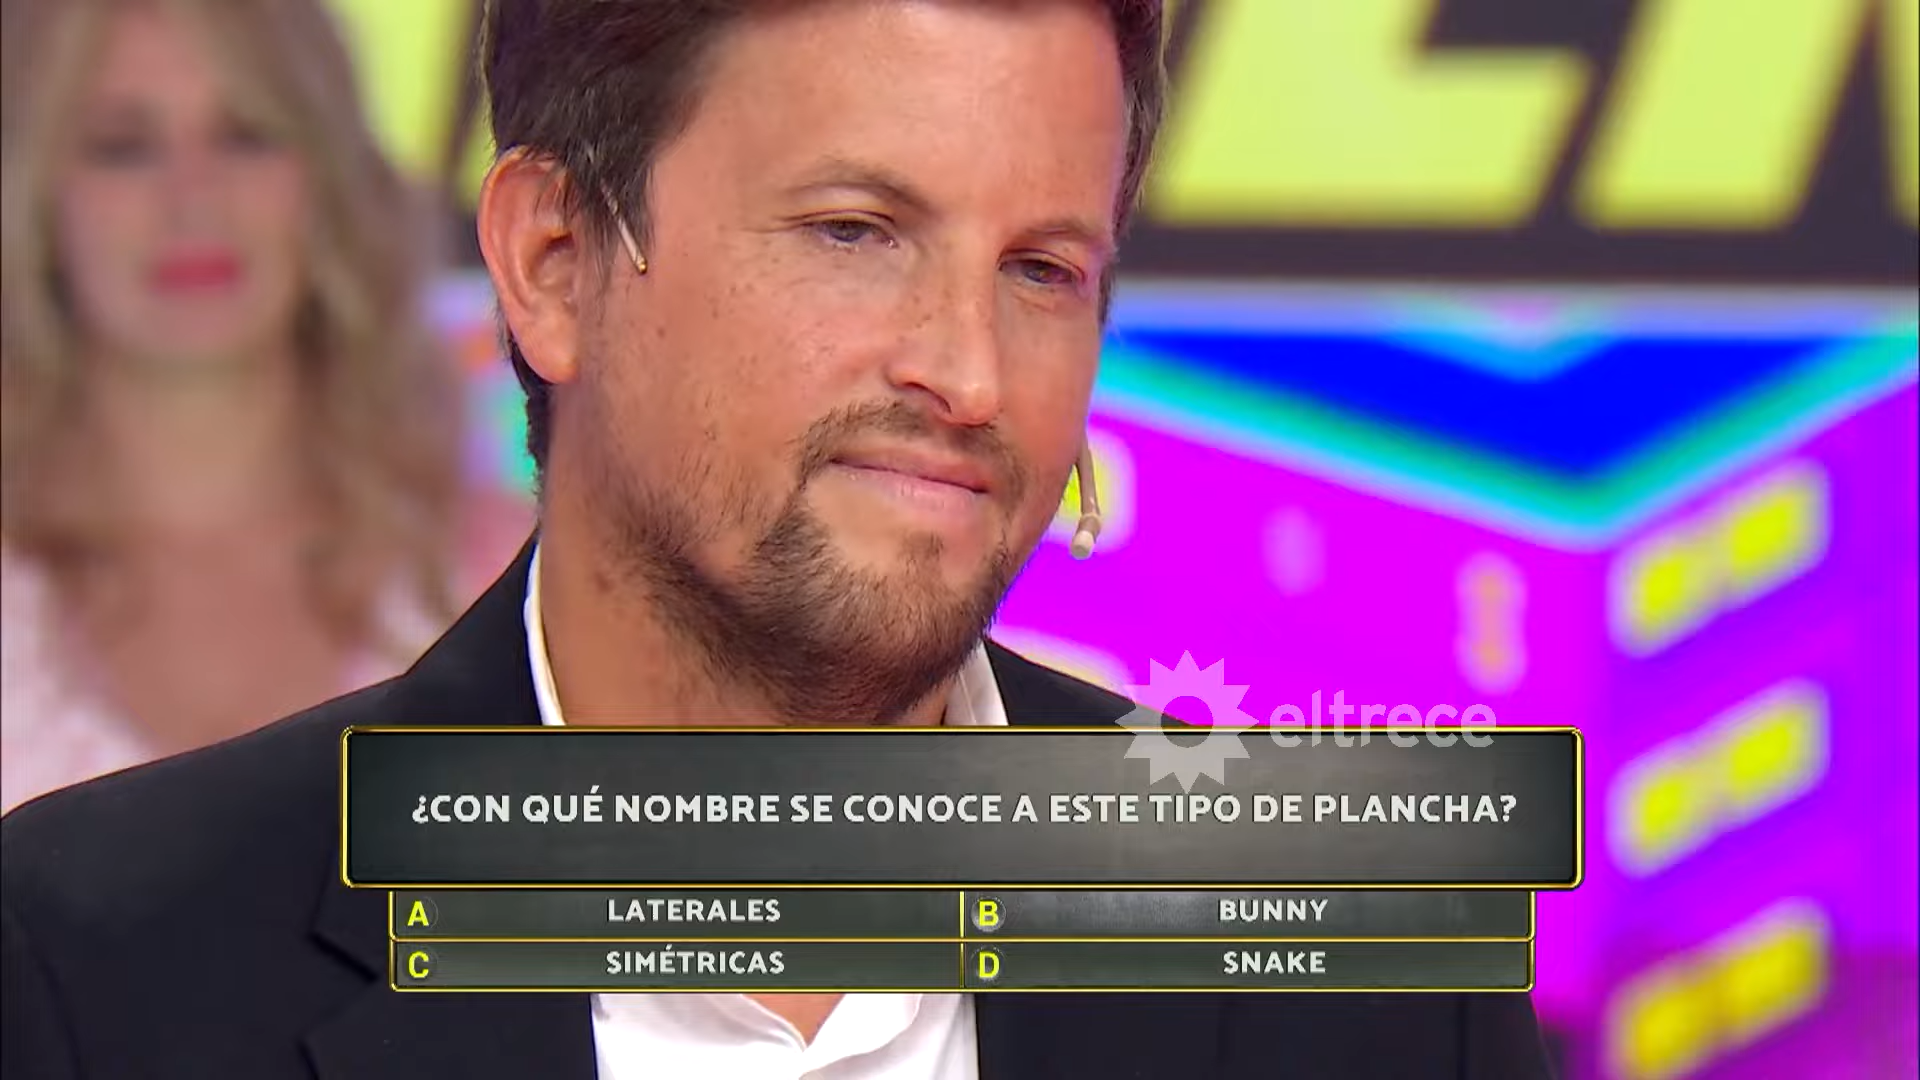 eltrece
¿CON QUÉ NOMBRE SE CONOCE A ESTE TIPO DE PLANCHA?
A LATERALES
B BUNNY
C SIMÉTRICAS
D SNAKE